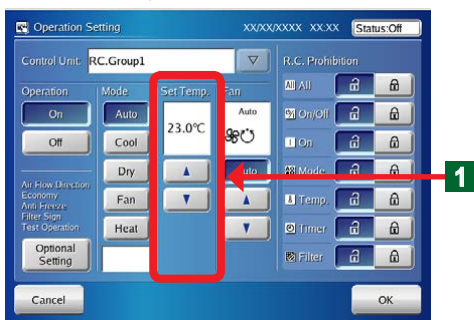 Operation Setting
XX/XX/XXXX XX:XX
Status:Off
Control Unit: RC.Group1
R.C. Prohibition
Operation
On
Off
Air Flow Direction
Economy
Anti Freeze
Filter Sign
Test Operation
Optional
Setting
Mode
Auto
Cool
Dry
Fan
Heat
Set Temp.
23.0℃
Fan
Auto
Auto
All All
On/Off
On
Mode
Temp.
Timer
Filter
1
Cancel
OK